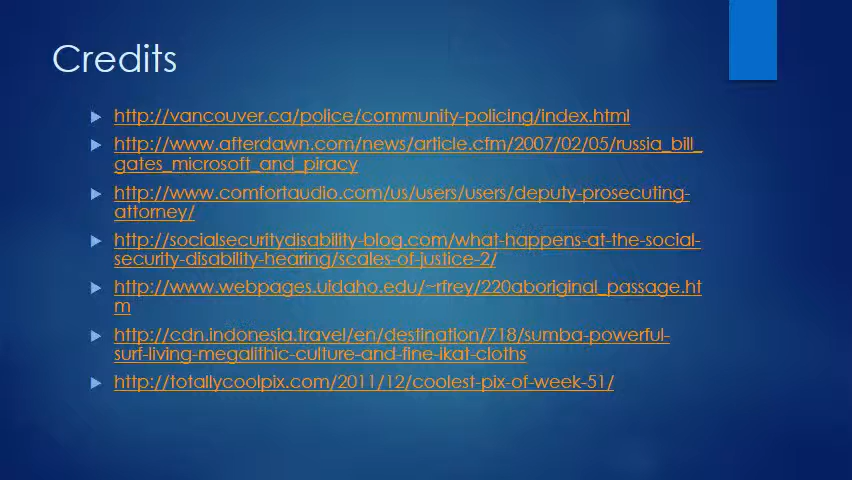 Credits
http://vancouver.ca/police/community-policing/index.html
http://www.afterdawn.com/news/article.cfm/2007/02/05/russia_bill_
gates_microsoft_and_piracy
http://www.comfortaudio.com/us/users/users/deputy-prosecuting-
attorney/
http://socialsecuritydisability-blog.com/what-happens-at-the-social-
security-disability-hearing/scales-of-justice-2/
http://www.webpages.uidaho.edu/~rfrey/220aboriginal_passage.ht
m
http://cdn.indonesia.travel/en/destination/718/sumba-powerful-
surf-living-megalithic-culture-and-fine-ikat-cloths
http://totallycoolpix.com/2011/12/coolest-pix-of-week-51/